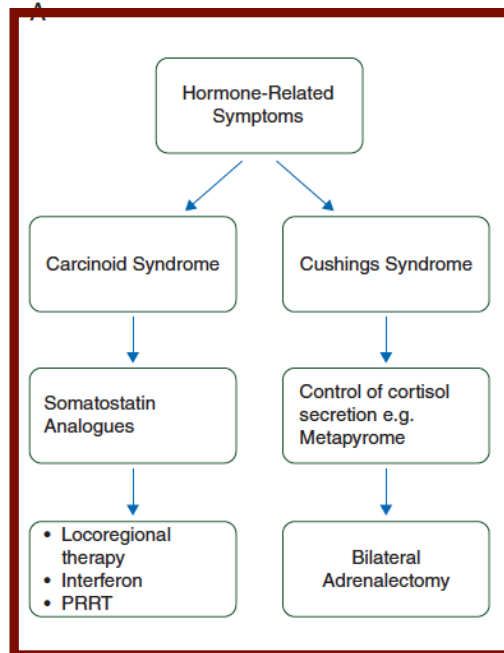 A
Hormone-Related
Symptoms
Carcinoid Syndrome
Cushings Syndrome
Somatostatin
Analogues
Control of cortisol
secretion e.g.
Metapyrome
• Locoregional
therapy
• Interferon
• PRRT
Bilateral
Adrenalectomy